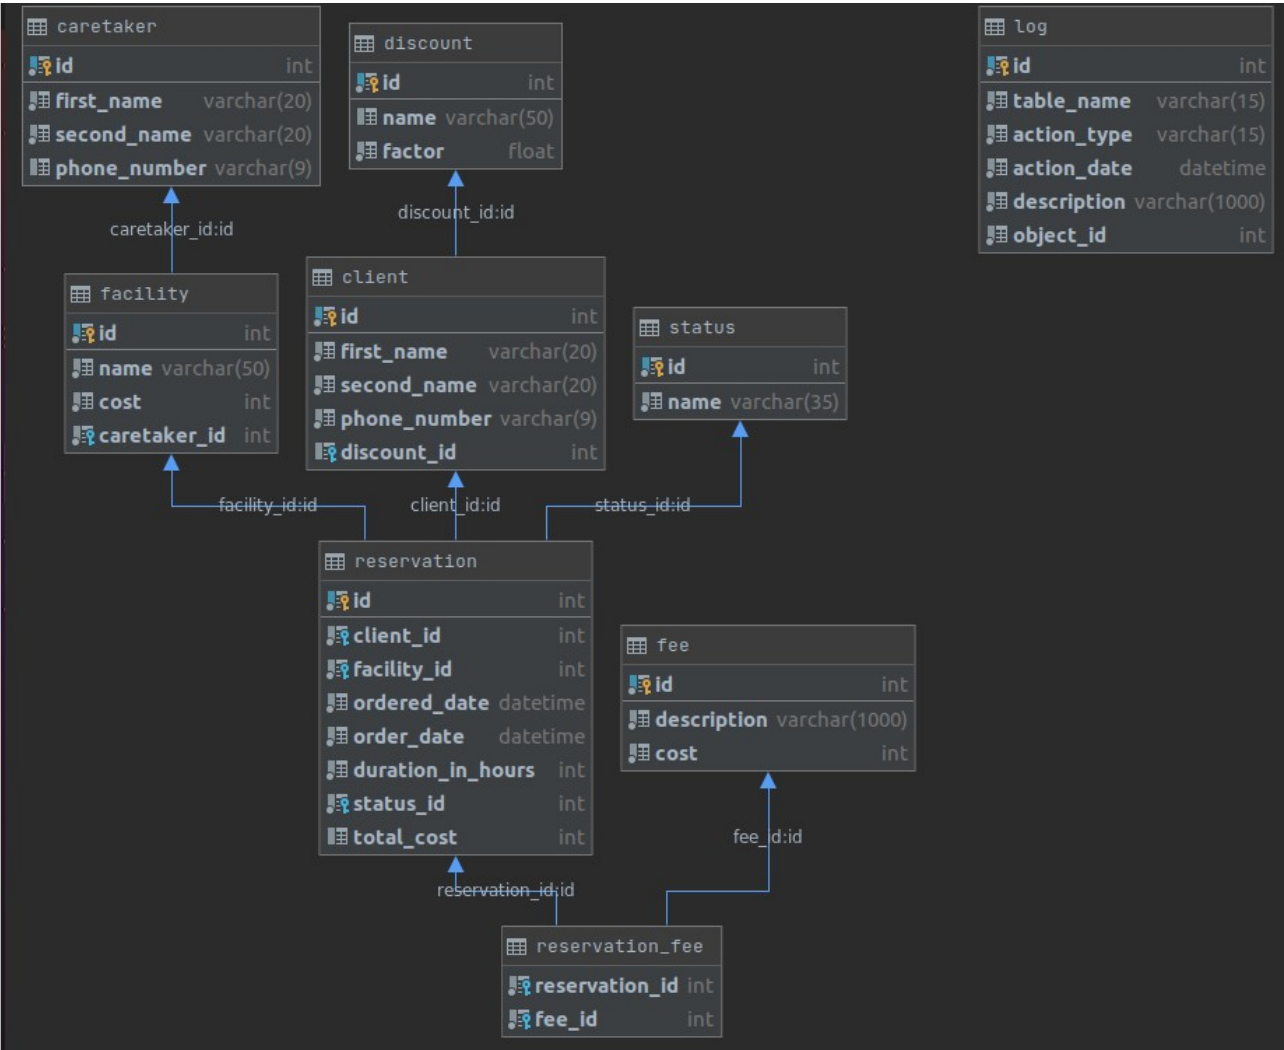 caretaker
id int
first_name varchar(20)
second_name varchar(20)
phone_number varchar(9)
discount
id int
name varchar(50)
factor float
log
id int
table_name varchar(15)
action_type varchar(15)
action_date datetime
description varchar(1000)
object_id int
caretaker_id:id
discount_id:id
facility
id int
name varchar(50)
cost int
caretaker_id int
client
id int
first_name varchar(20)
second_name varchar(20)
phone_number varchar(9)
discount_id int
status
id int
name varchar(35)
facility_id:id
client_id:id
status_id:id
reservation
id int
client_id int
facility_id int
ordered_date datetime
order_date datetime
duration_in_hours int
status_id int
total_cost int
fee
id int
description varchar(1000)
cost int
fee_id:id
reservation_id:id
reservation_fee
reservation_id int
fee_id int